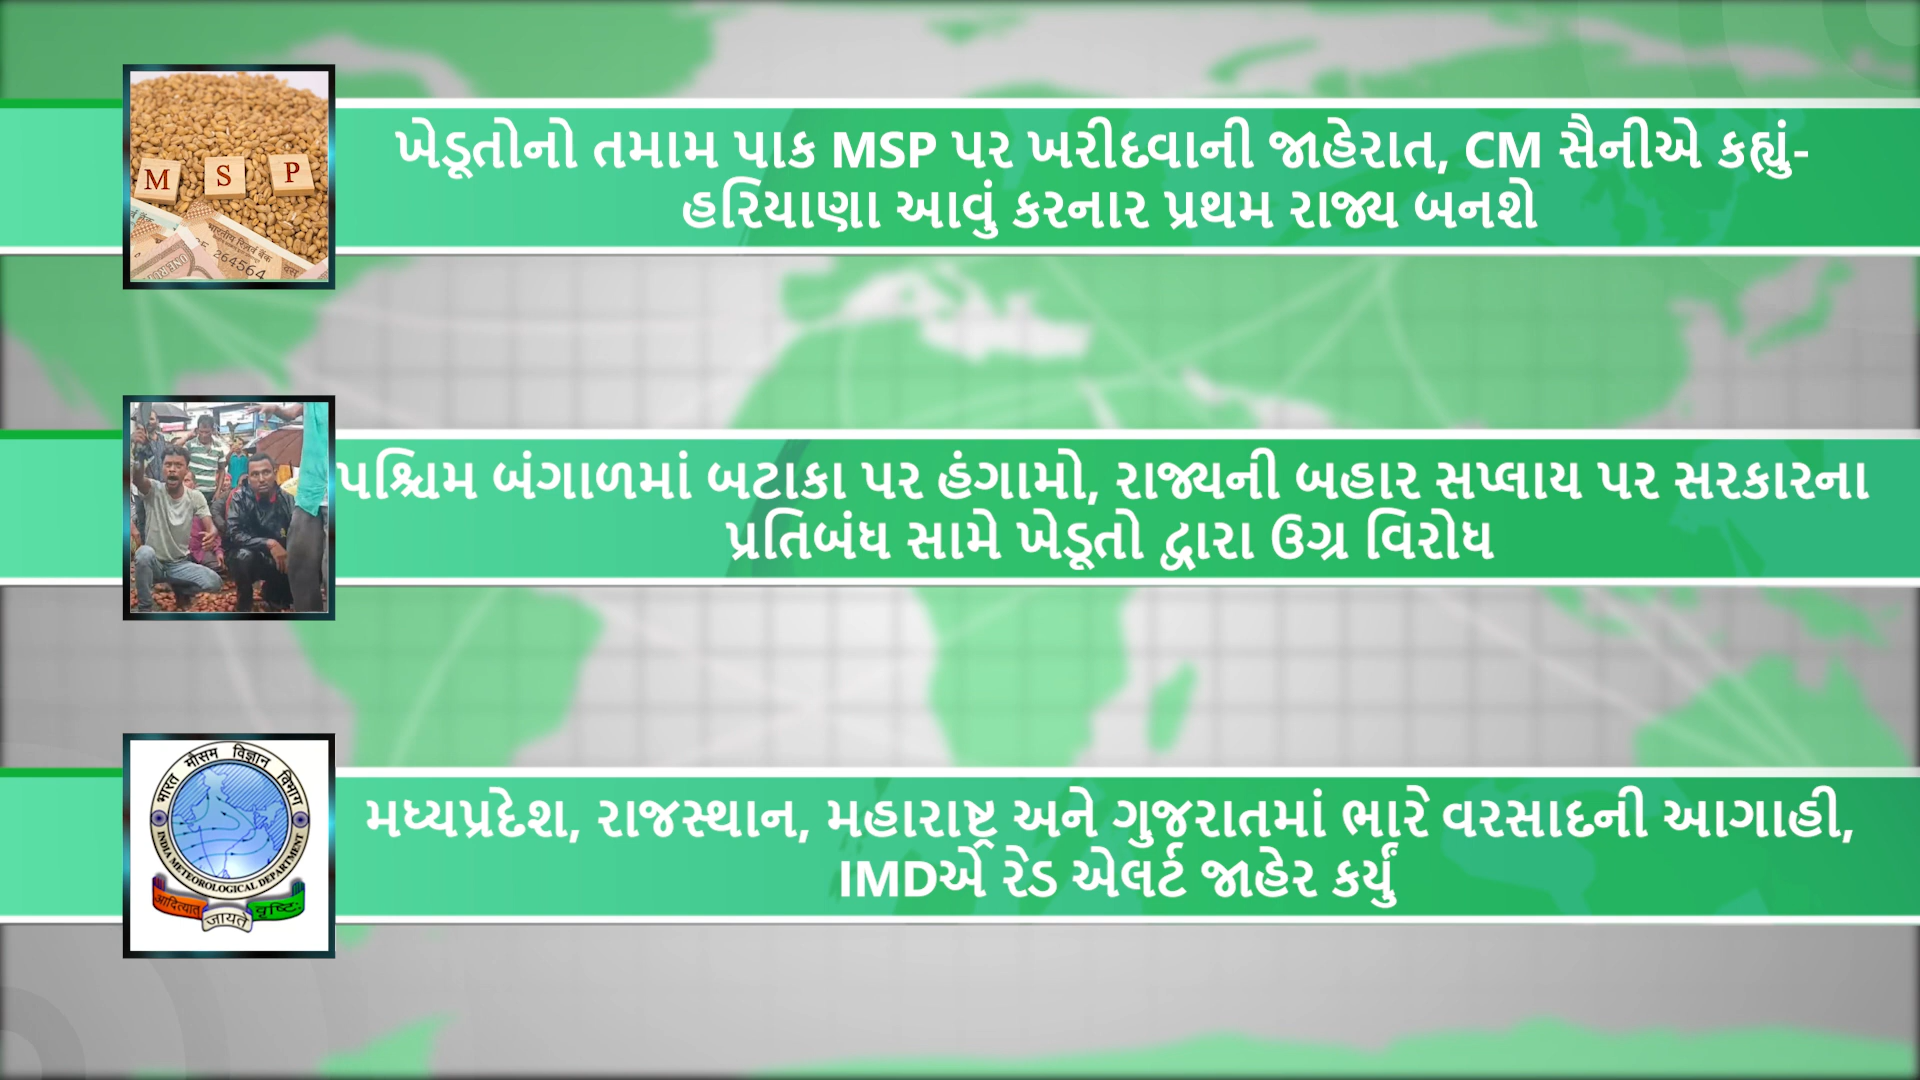 ખેડૂતોનો તમામ પાક MSP પર ખરીદવાની જાહેરાત, CM સૈનીએ કહ્યું-
હરિયાણા આવું કરનાર પ્રથમ રાજ્ય બનશે
M S P
भारतीय रिज़र्व बैंक
264564
પશ્ચિમ બંગાળમાં બટાકા પર હંગામો, રાજ્યની બહાર સપ્લાય પર સરકારના
પ્રતિબંધ સામે ખેડૂતો દ્વારા ઉગ્ર વિરોધ
મધ્યપ્રદેશ, રાજસ્થાન, મહારાષ્ટ્ર અને ગુજરાતમાં ભારે વરસાદની આગાહી,
IMDએ રેડ એલર્ટ જાહેર કર્યું
भारत मौसम विज्ञान विभाग
INDIA METEOROLOGICAL DEPARTMENT
आदित्यात् जायते वृष्टिः